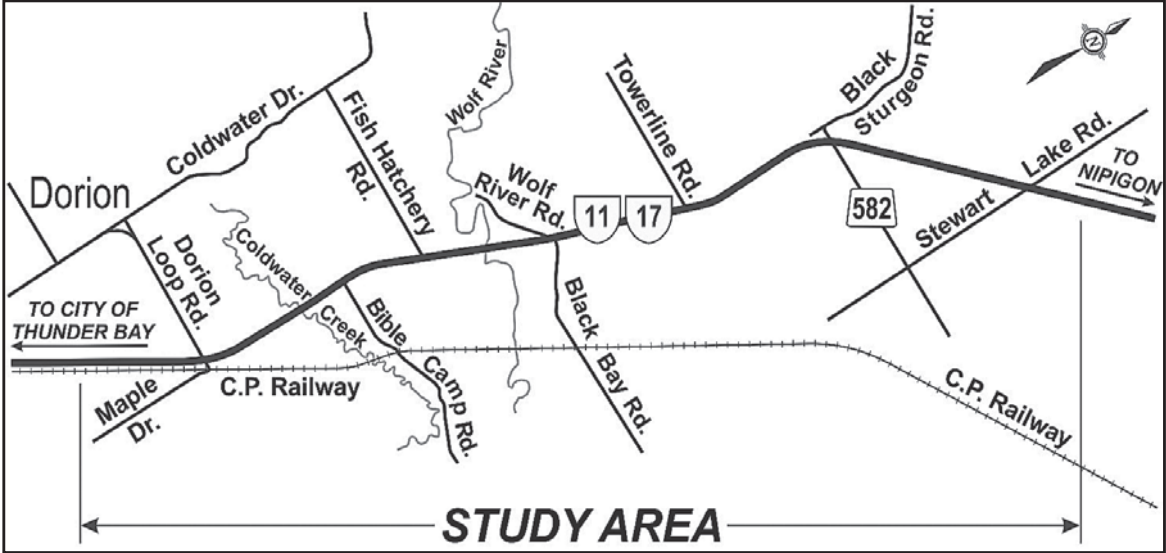 Coldwater Dr.
Dorion
Dorion
Loop Rd.
TO CITY OF
THUNDER BAY
Maple
Dr.
C.P. Railway
Coldwater
Creek
Fish Hatchery
Rd.
Bible
Camp Rd.
Wolf River
Wolf
River Rd.
11
17
Black
Bay Rd.
Towerline Rd.
Black
Sturgeon Rd.
582
Stewart Lake Rd.
N
TO
NIPIGON
C.P. Railway
STUDY AREA